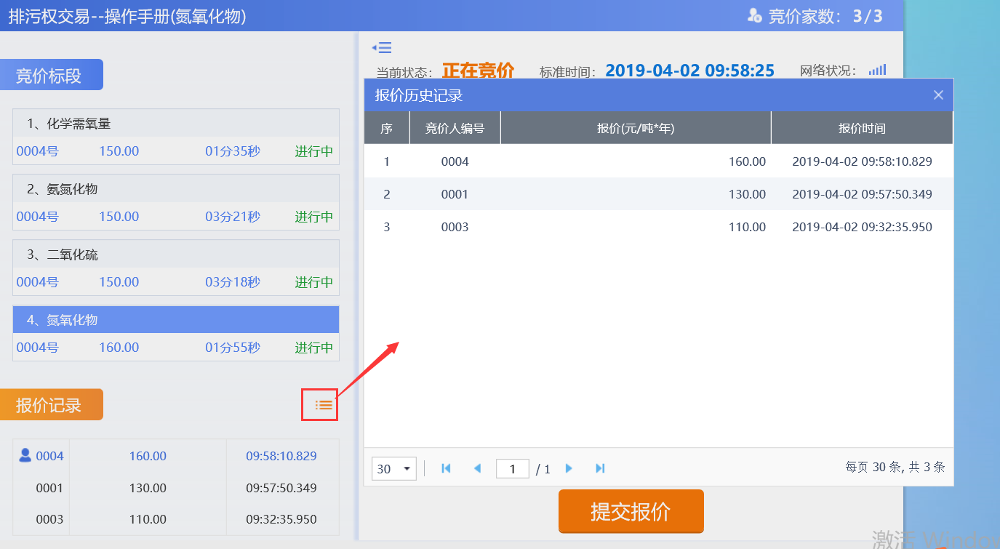 排污权交易--操作手册(氮氧化物)
竞价家数： 3/3
竞价标段
1、化学需氧量
0004号 150.00 01分35秒 进行中
2、氨氮化物
0004号 150.00 03分21秒 进行中
3、二氧化硫
0004号 150.00 03分18秒 进行中
4、氮氧化物
0004号 160.00 01分55秒 进行中
报价记录
0004 160.00 09:58:10.829
0001 130.00 09:57:50.349
0003 110.00 09:32:35.950
当前状态： 正在竞价 标准时间： 2019-04-02 09:58:25 网络状况：
报价历史记录
序 竞价人编号 报价(元/吨*年) 报价时间
1 0004 160.00 2019-04-02 09:58:10.829
2 0001 130.00 2019-04-02 09:57:50.349
3 0003 110.00 2019-04-02 09:32:35.950
30 1 / 1 每页 30 条, 共 3 条
提交报价
激活 Window